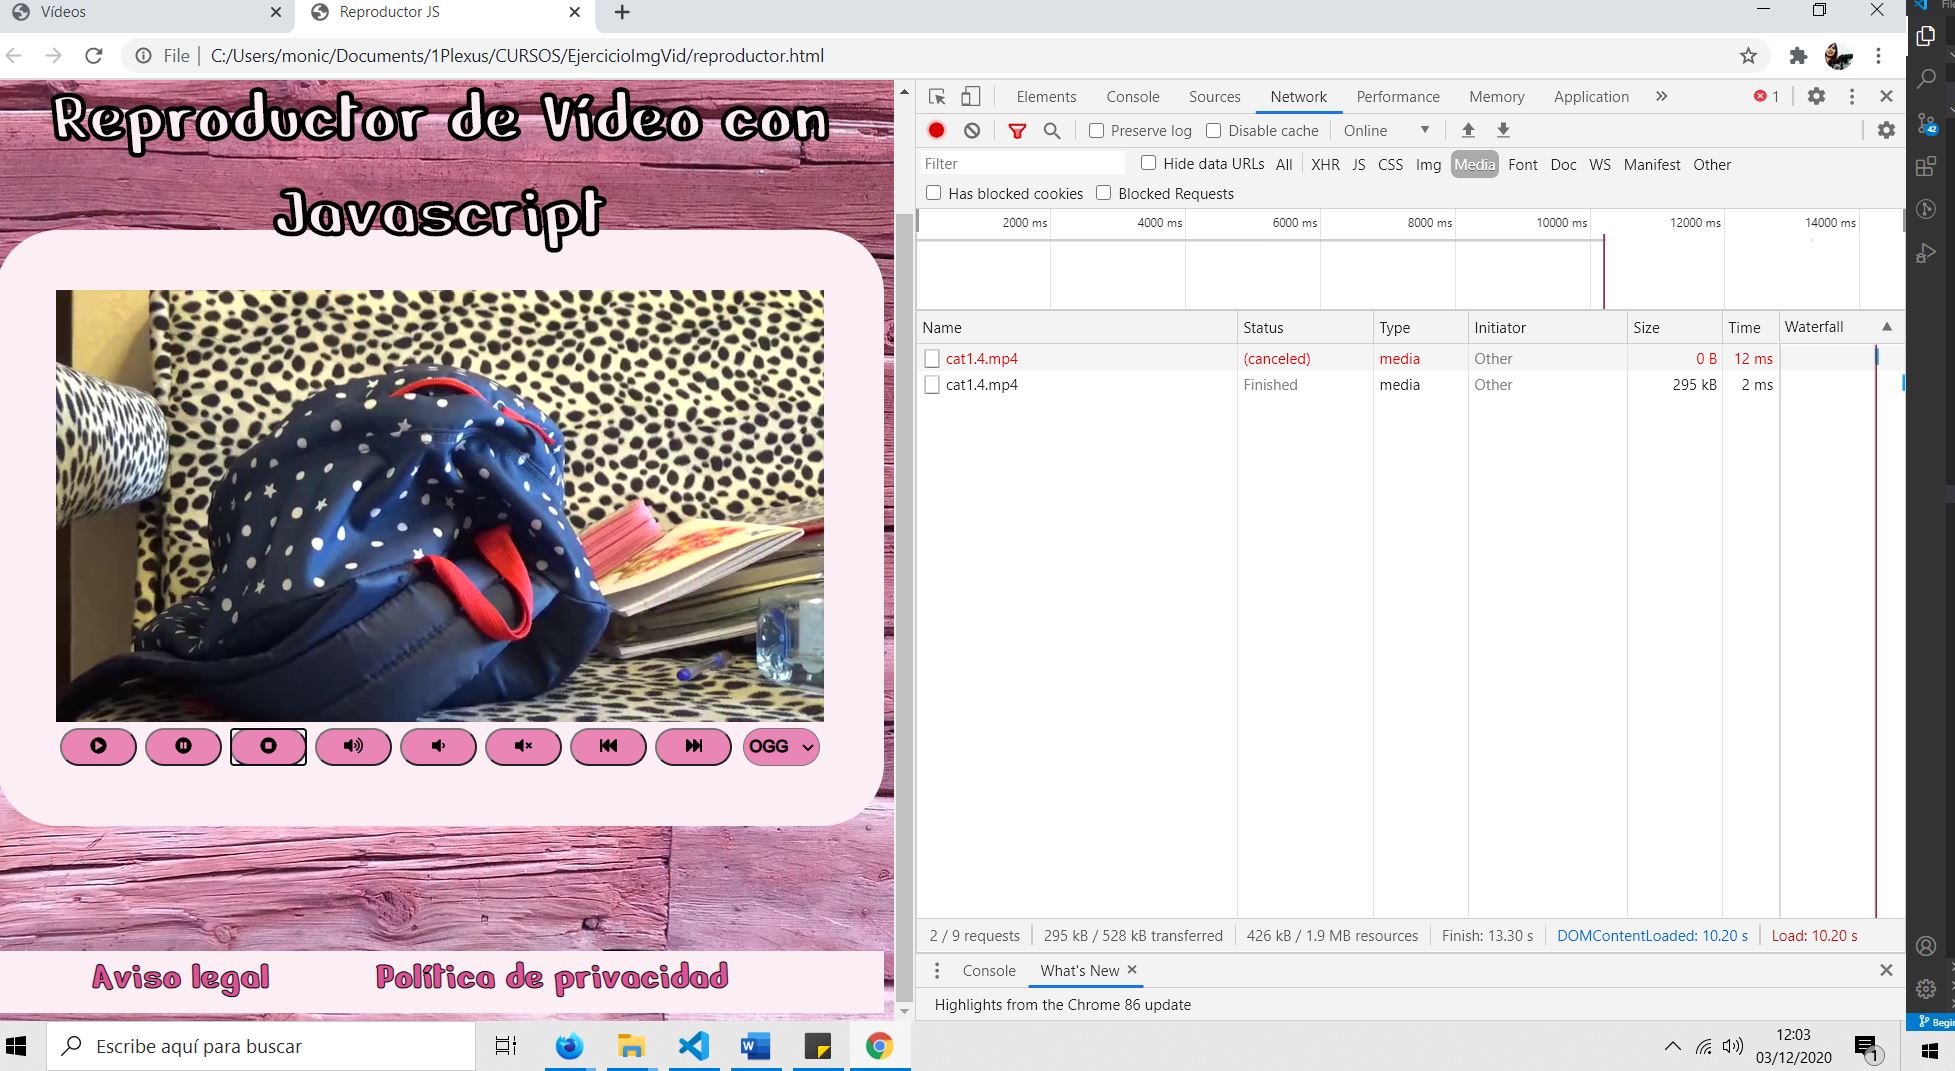 Vídeos
Reproductor JS
File
C:/Users/monic/Documents/1Plexus/CURSOS/EjercicioImgVid/reproductor.html
Reproductor de Vídeo con
Javascript
OGG
Aviso legal
Política de privacidad
Elements
Console
Sources
Network
Performance
Memory
Application
1
Preserve log
Disable cache
Online
Filter
Hide data URLs
All
XHR
JS
CSS
Img
Media
Font
Doc
WS
Manifest
Other
Has blocked cookies
Blocked Requests
2000 ms
4000 ms
6000 ms
8000 ms
10000 ms
12000 ms
14000 ms
Name Status Type Initiator Size Time Waterfall
cat1.4.mp4 (canceled) media Other 0 B 12 ms
cat1.4.mp4 Finished media Other 295 kB 2 ms
2 / 9 requests
295 kB / 528 kB transferred
426 kB / 1.9 MB resources
Finish: 13.30 s
DOMContentLoaded: 10.20 s
Load: 10.20 s
Console
What's New
Highlights from the Chrome 86 update
42
Escribe aquí para buscar
12:03
03/12/2020
1